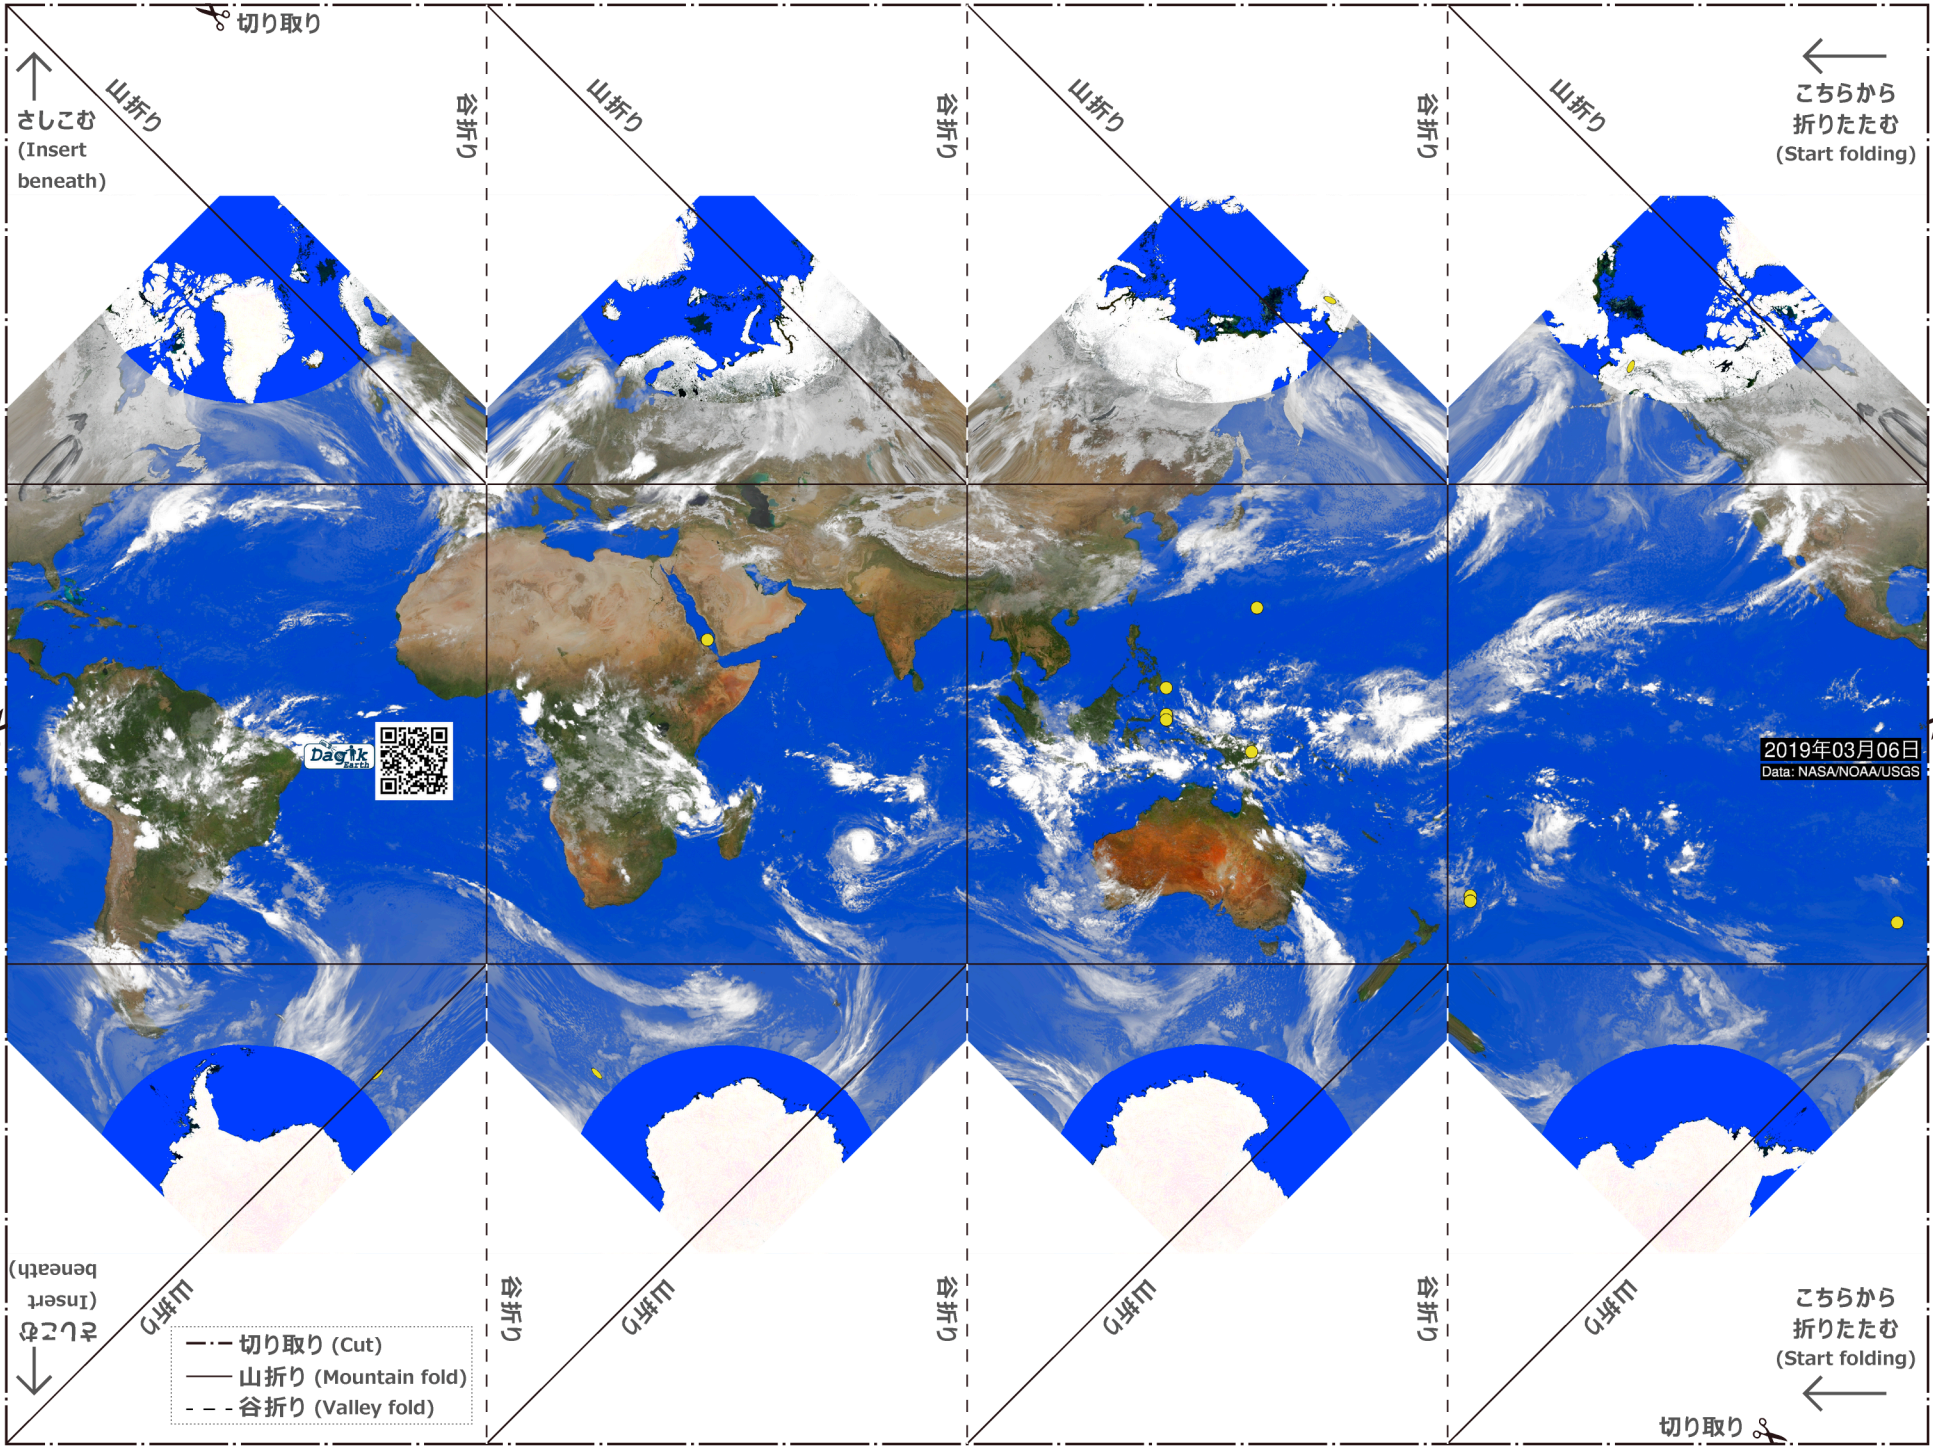 切り取り
さしこむ
(Insert
beneath)
山折り
谷折り
山折り
谷折り
山折り
谷折り
山折り
こちらから
折りたたむ
(Start folding)
Dagik
Earth
2019年03月06日
Data: NASA/NOAA/USGS
さしこむ
(Insert
beneath)
山折り
谷折り
山折り
谷折り
山折り
谷折り
山折り
こちらから
折りたたむ
(Start folding)
切り取り (Cut)
山折り (Mountain fold)
谷折り (Valley fold)
切り取り